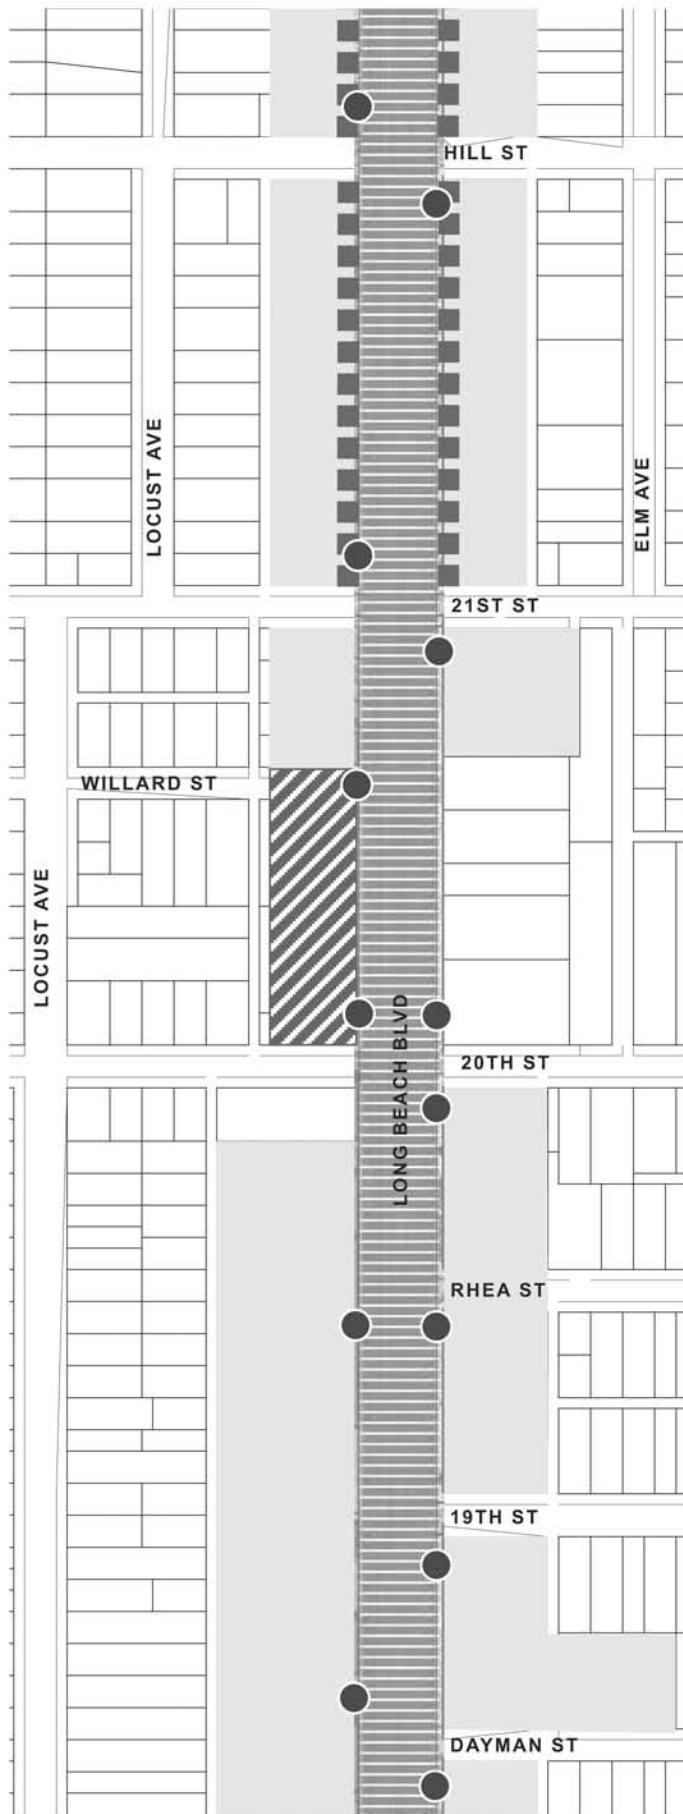 HILL ST
LOCUST AVE
ELM AVE
21ST ST
WILLARD ST
LOCUST AVE
LONG BEACH BLVD
20TH ST
RHEA ST
19TH ST
DAYMAN ST